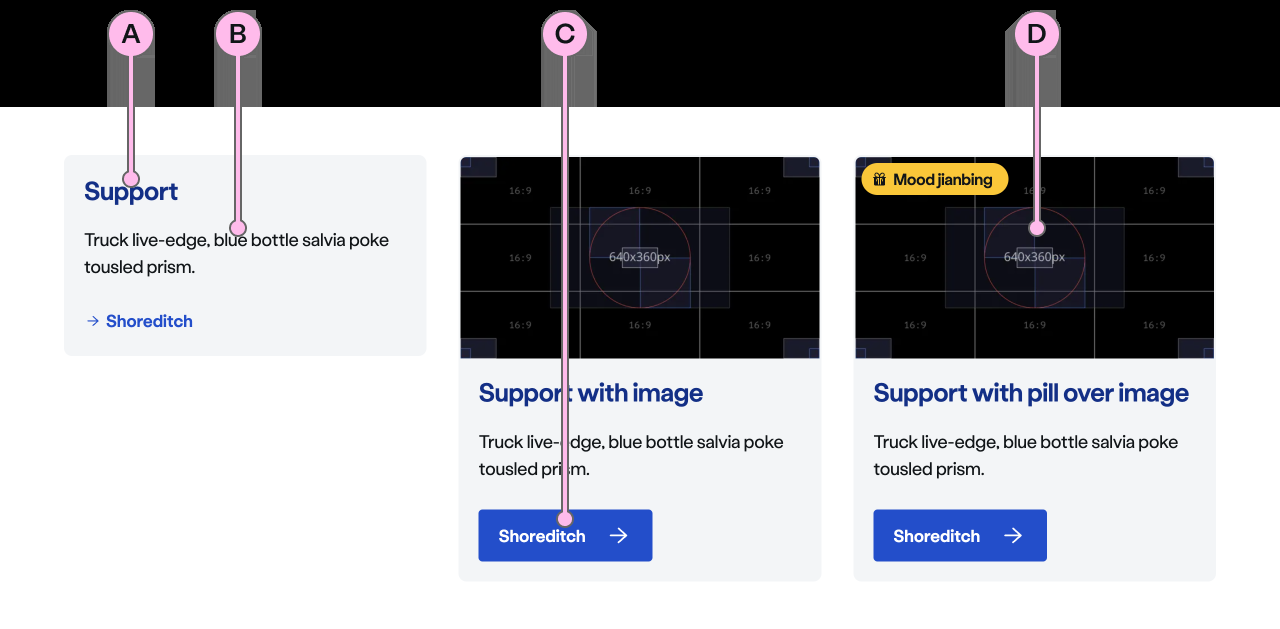 A
B
C
D
Support
Truck live-edge, blue bottle salvia poke
tousled prism.
Shoreditch
16:9
16:9
16:9
16:9
640x360px
16:9
16:9
16:9
16:9
Support with image
Truck live-edge, blue bottle salvia poke
tousled prism.
Shoreditch
Mood jianbing
16:9
16:9
16:9
640x360px
16:9
16:9
16:9
16:9
Support with pill over image
Truck live-edge, blue bottle salvia poke
tousled prism.
Shoreditch